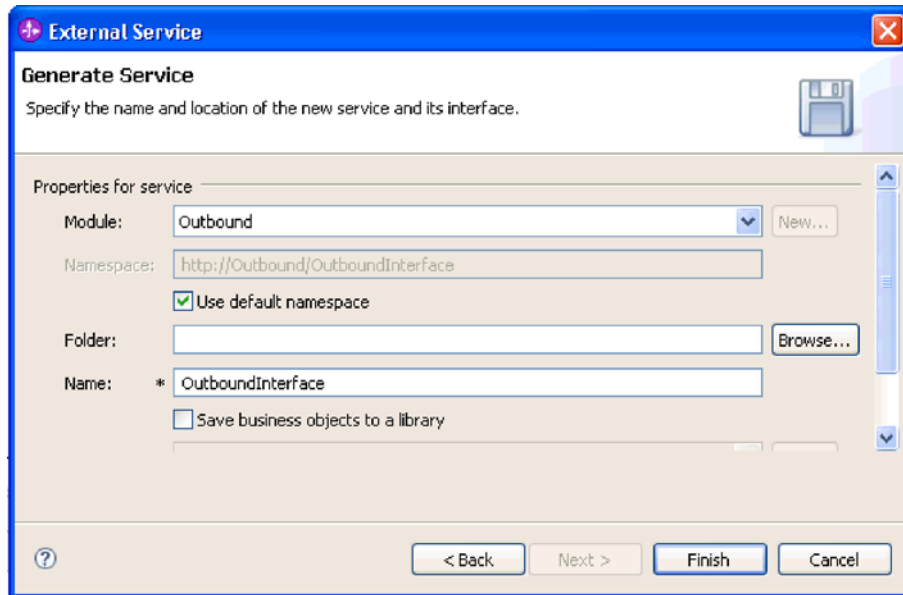 External Service
Generate Service
Specify the name and location of the new service and its interface.
Properties for service
Module: Outbound New...
Namespace: http://Outbound/OutboundInterface
Use default namespace
Folder: Browse...
Name: * OutboundInterface
Save business objects to a library
? < Back Next > Finish Cancel